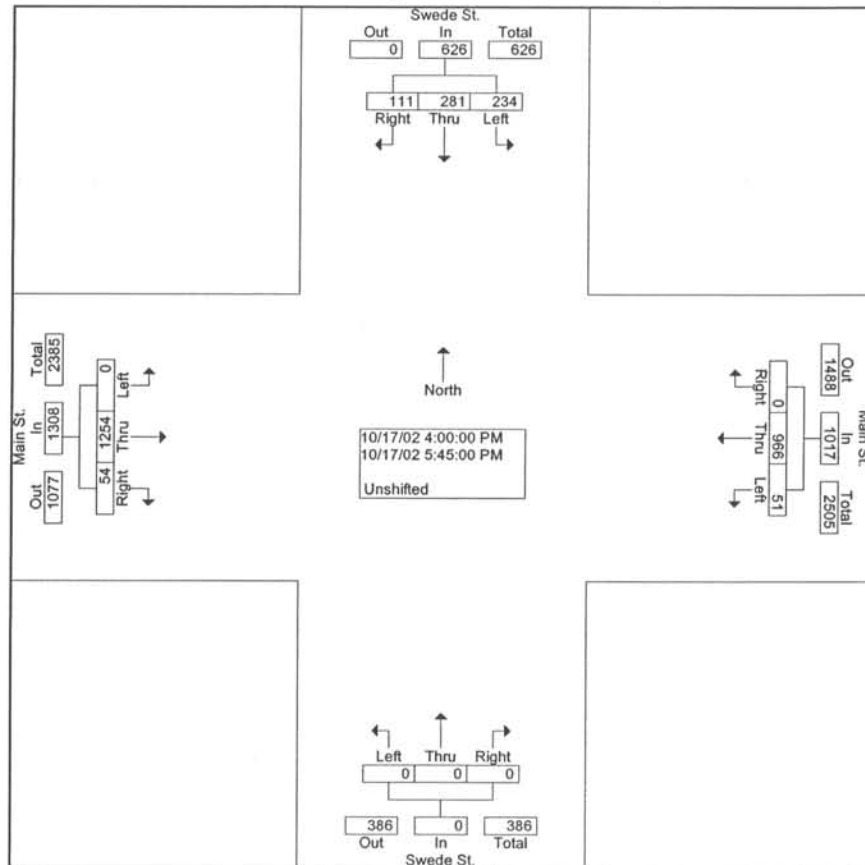 Swede St.
Out In Total
0 626 626
111 281 234
Right Thru Left
Main St.
Total In Out
2385 1308 1077
0 1254 54
Left Thru Right
North
10/17/02 4:00:00 PM
10/17/02 5:45:00 PM
Unshifted
Right Thru Left
0 966 51
1488 1017 2505
Out In Total
Main St.
Left Thru Right
0 0 0
386 0 386
Out In Total
Swede St.